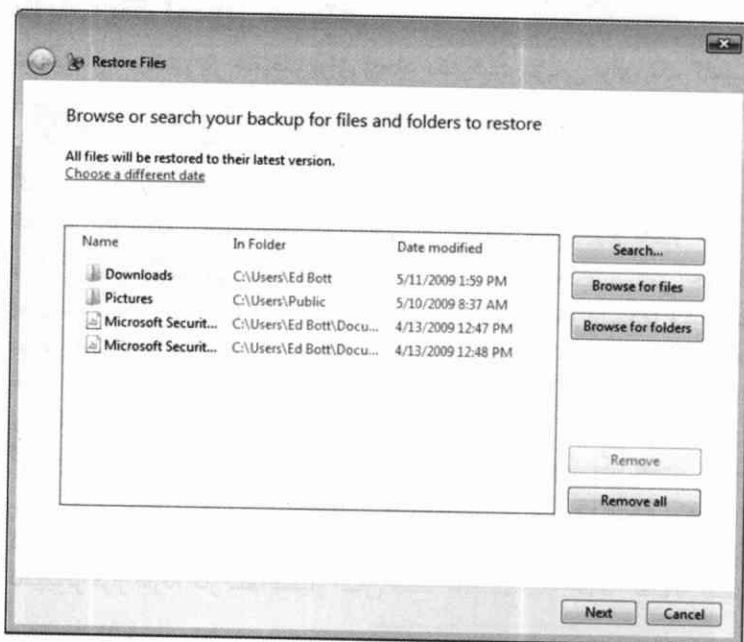 Restore Files
Browse or search your backup for files and folders to restore
All files will be restored to their latest version.
Choose a different date
Name In Folder Date modified
Downloads C:\Users\Ed Bott 5/11/2009 1:59 PM
Pictures C:\Users\Public 5/10/2009 8:37 AM
Microsoft Securit... C:\Users\Ed Bott\Docu... 4/13/2009 12:47 PM
Microsoft Securit... C:\Users\Ed Bott\Docu... 4/13/2009 12:48 PM
Search...
Browse for files
Browse for folders
Remove
Remove all
Next Cancel